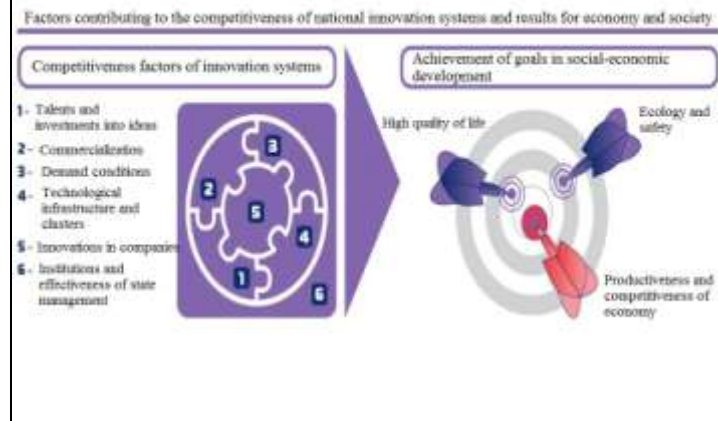 Factors contributing to the competitiveness of national innovation systems and results for economy and society
Competitiveness factors of innovation systems
Achievement of goals in social-economic
development
1- Talents and
investments into ideas
2- Commercialization
3- Demand conditions
4- Technological
infrastructure and
clusters
5- Innovations in companies
6- Institutions and
effectiveness of state
management
3
2
5
4
1
6
High quality of life
Ecology and
safety
Productiveness and
competitiveness of
economy